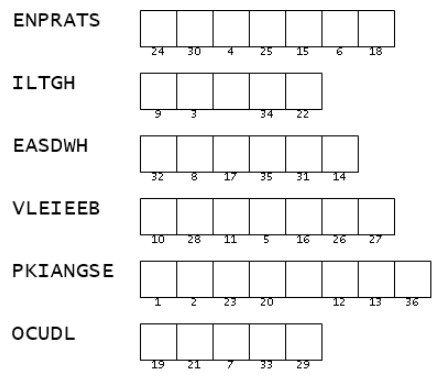 ENPRATS
24 30 4 25 15 6 18
ILTGH
9 3 34 22
EASDWH
32 8 17 35 31 14
VLEIEEB
10 28 11 5 16 26 27
PKIANGSE
1 2 23 20 12 13 36
OCUDL
19 21 7 33 29